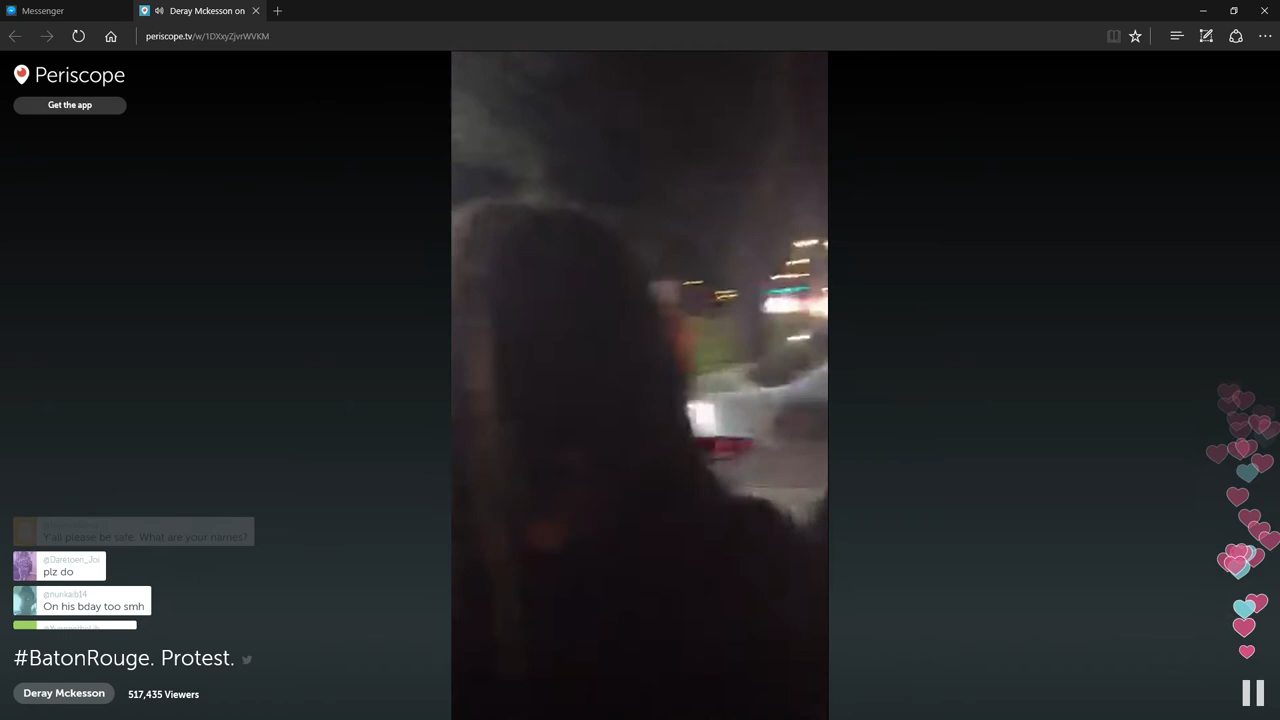 Messenger
Deray Mckesson on
periscope.tv/w/1DXxyZjvrWVKM
Periscope
Get the app
Y'all please be safe. What are your names?
plz do
@nunkaib14
On his bday too smh
#BatonRouge. Protest.
Deray Mckesson
517,435 Viewers